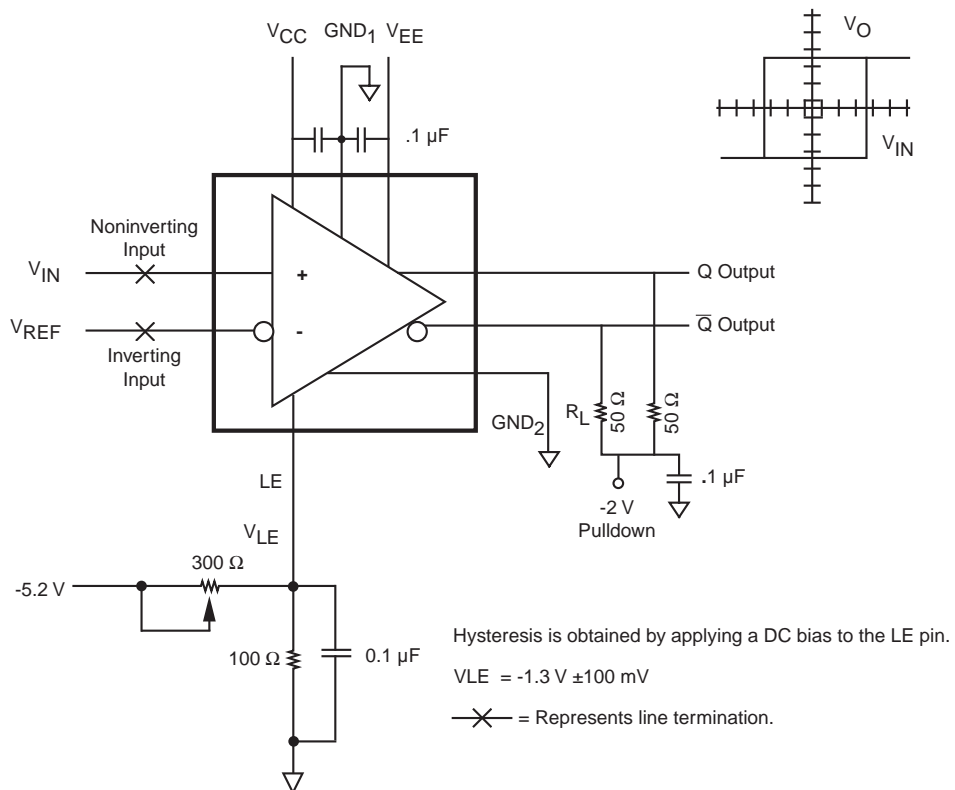 VCC GND1 VEE
VO
.1 µF
VIN
Noninverting
Input
VIN
+
Q Output
VREF
-
Q̅ Output
Inverting
Input
RL
50 Ω
50 Ω
GND2
LE
.1 µF
-2 V
Pulldown
VLE
300 Ω
-5.2 V
100 Ω
0.1 µF
Hysteresis is obtained by applying a DC bias to the LE pin.
VLE = -1.3 V ±100 mV
= Represents line termination.